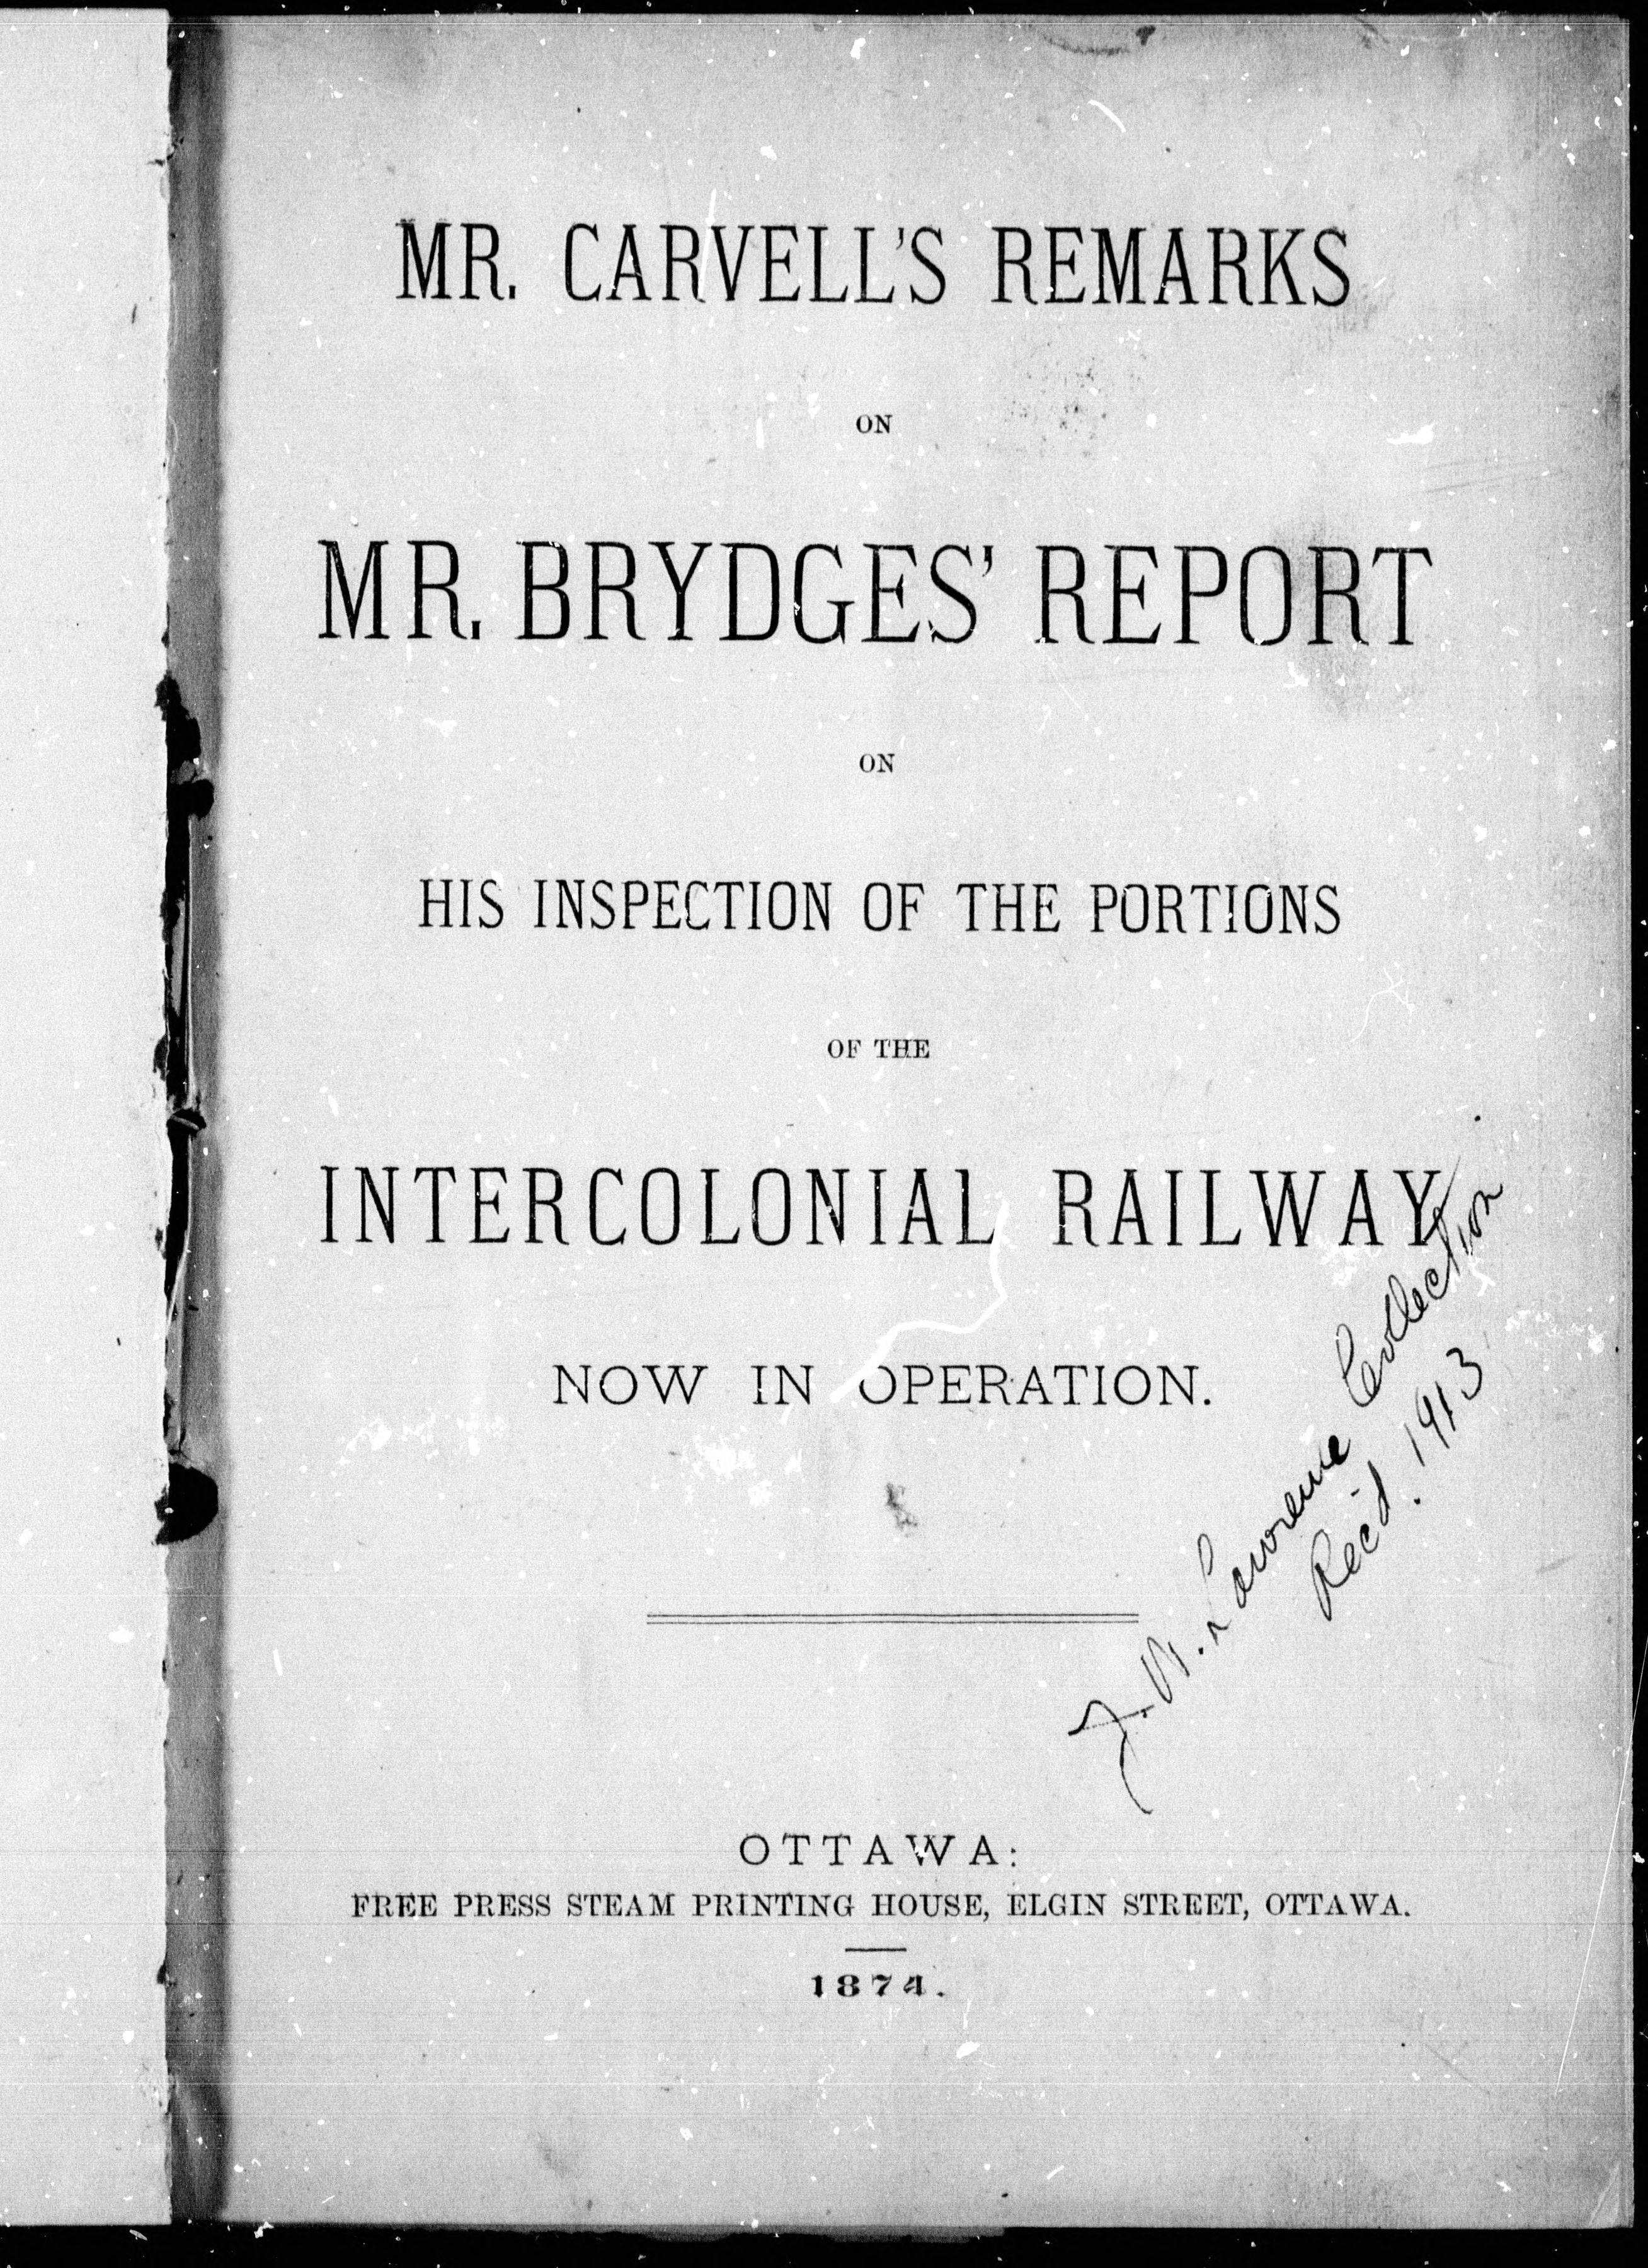 MR. CARVELL'S REMARKS
ON
MR. BRYDGES' REPORT
ON
HIS INSPECTION OF THE PORTIONS
OF THE
INTERCOLONIAL RAILWAY
NOW IN OPERATION.
J. W. Lawrence Collection
Rec'd. 1913
OTTAWA:
FREE PRESS STEAM PRINTING HOUSE, ELGIN STREET, OTTAWA.
1874.